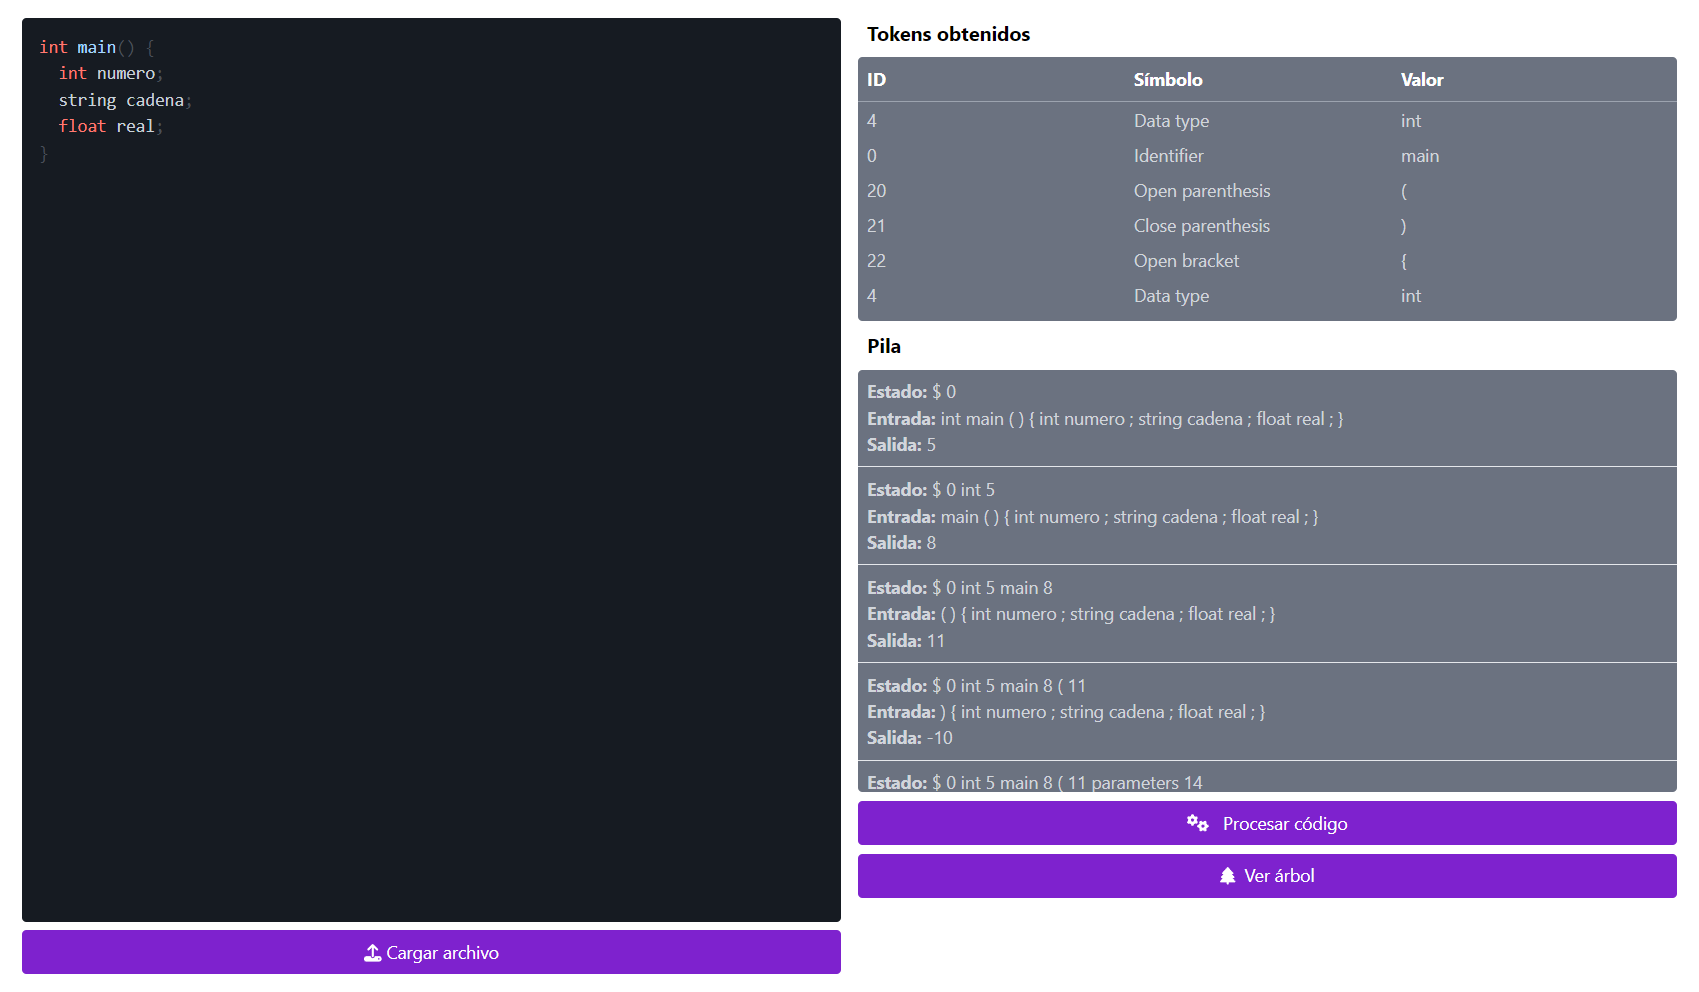 int main() {
int numero;
string cadena;
float real;
}
Cargar archivo
Tokens obtenidos
ID Símbolo Valor
4 Data type int
0 Identifier main
20 Open parenthesis (
21 Close parenthesis )
22 Open bracket {
4 Data type int
Pila
Estado: $ 0
Entrada: int main ( ) { int numero ; string cadena ; float real ; }
Salida: 5
Estado: $ 0 int 5
Entrada: main ( ) { int numero ; string cadena ; float real ; }
Salida: 8
Estado: $ 0 int 5 main 8
Entrada: ( ) { int numero ; string cadena ; float real ; }
Salida: 11
Estado: $ 0 int 5 main 8 ( 11
Entrada: ) { int numero ; string cadena ; float real ; }
Salida: -10
Estado: $ 0 int 5 main 8 ( 11 parameters 14
Procesar código
Ver árbol